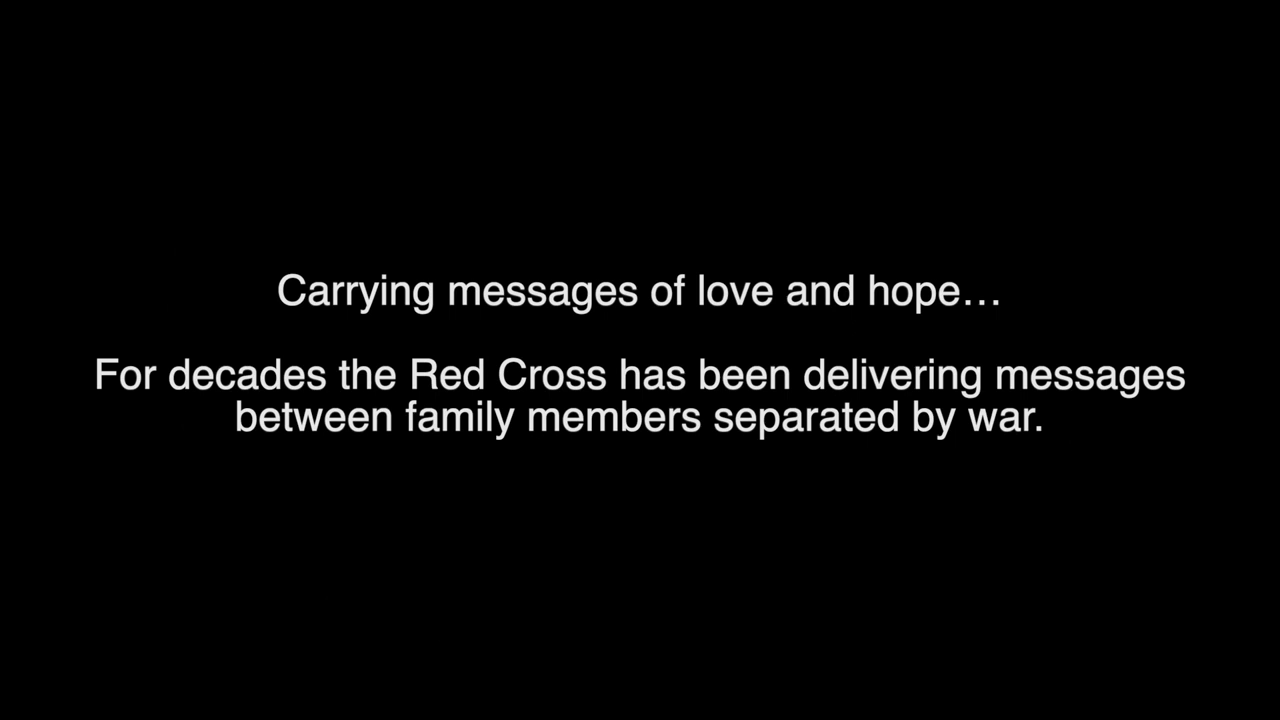 Carrying messages of love and hope…
For decades the Red Cross has been delivering messages
between family members separated by war.